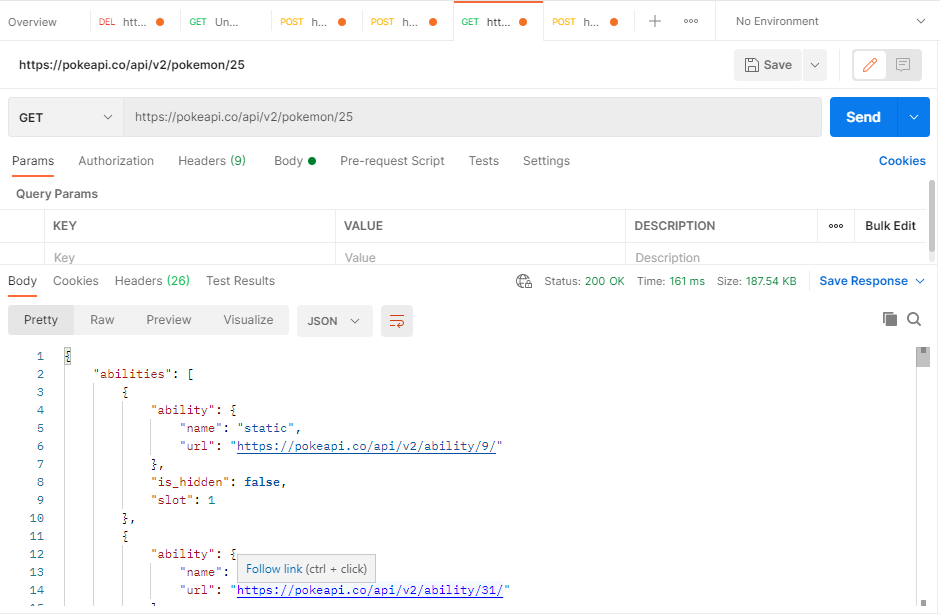 Overview DEL htt... GET Un... POST h... POST h... GET htt... POST h... No Environment
https://pokeapi.co/api/v2/pokemon/25 Save
GET https://pokeapi.co/api/v2/pokemon/25 Send
Params Authorization Headers (9) Body Pre-request Script Tests Settings Cookies
Query Params
KEY VALUE DESCRIPTION Bulk Edit
Key Value Description
Body Cookies Headers (26) Test Results Status: 200 OK Time: 161 ms Size: 187.54 KB Save Response
Pretty Raw Preview Visualize JSON
1 {
2 "abilities": [
3 {
4 "ability": {
5 "name": "static",
6 "url": "https://pokeapi.co/api/v2/ability/9/"
7 },
8 "is_hidden": false,
9 "slot": 1
10 },
11 {
12 "ability": {
Follow link (ctrl + click)
13 "name":
14 "url": "https://pokeapi.co/api/v2/ability/31/"